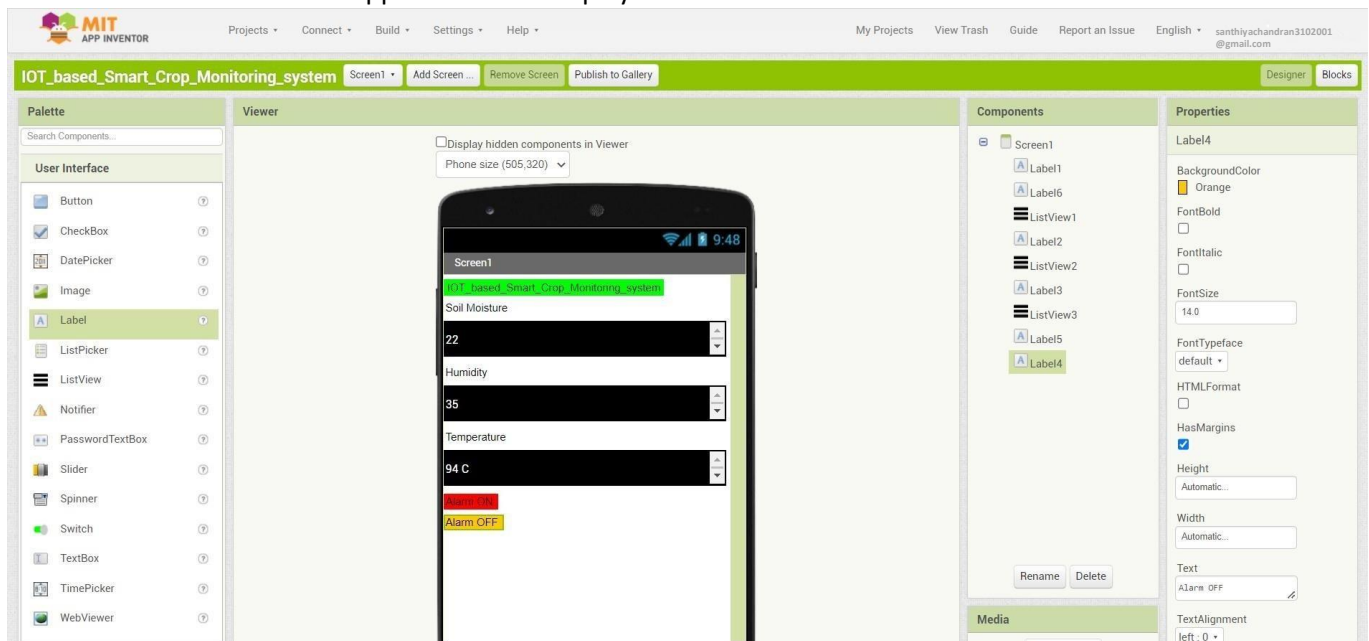 MIT
APP INVENTOR
Projects Connect Build Settings Help My Projects View Trash Guide Report an Issue English santhiyachandran3102001
@gmail.com
IOT_based_Smart_Crop_Monitoring_system Screen1 Add Screen ... Remove Screen Publish to Gallery Designer Blocks
Palette
Search Components...
User Interface
Button
CheckBox
DatePicker
Image
Label
ListPicker
ListView
Notifier
PasswordTextBox
Slider
Spinner
Switch
TextBox
TimePicker
WebViewer
Viewer
Display hidden components in Viewer
Phone size (505,320)
9:48
Screen1
IOT_based_Smart_Crop_Monitoring_system
Soil Moisture
22
Humidity
35
Temperature
94 C
Alarm ON
Alarm OFF
Components
Screen1
Label1
Label6
ListView1
Label2
ListView2
Label3
ListView3
Label5
Label4
Rename Delete
Media
Properties
Label4
BackgroundColor
Orange
FontBold
FontItalic
FontSize
14.0
FontTypeface
default
HTMLFormat
HasMargins
Height
Automatic...
Width
Automatic...
Text
Alarm OFF
TextAlignment
left : 0